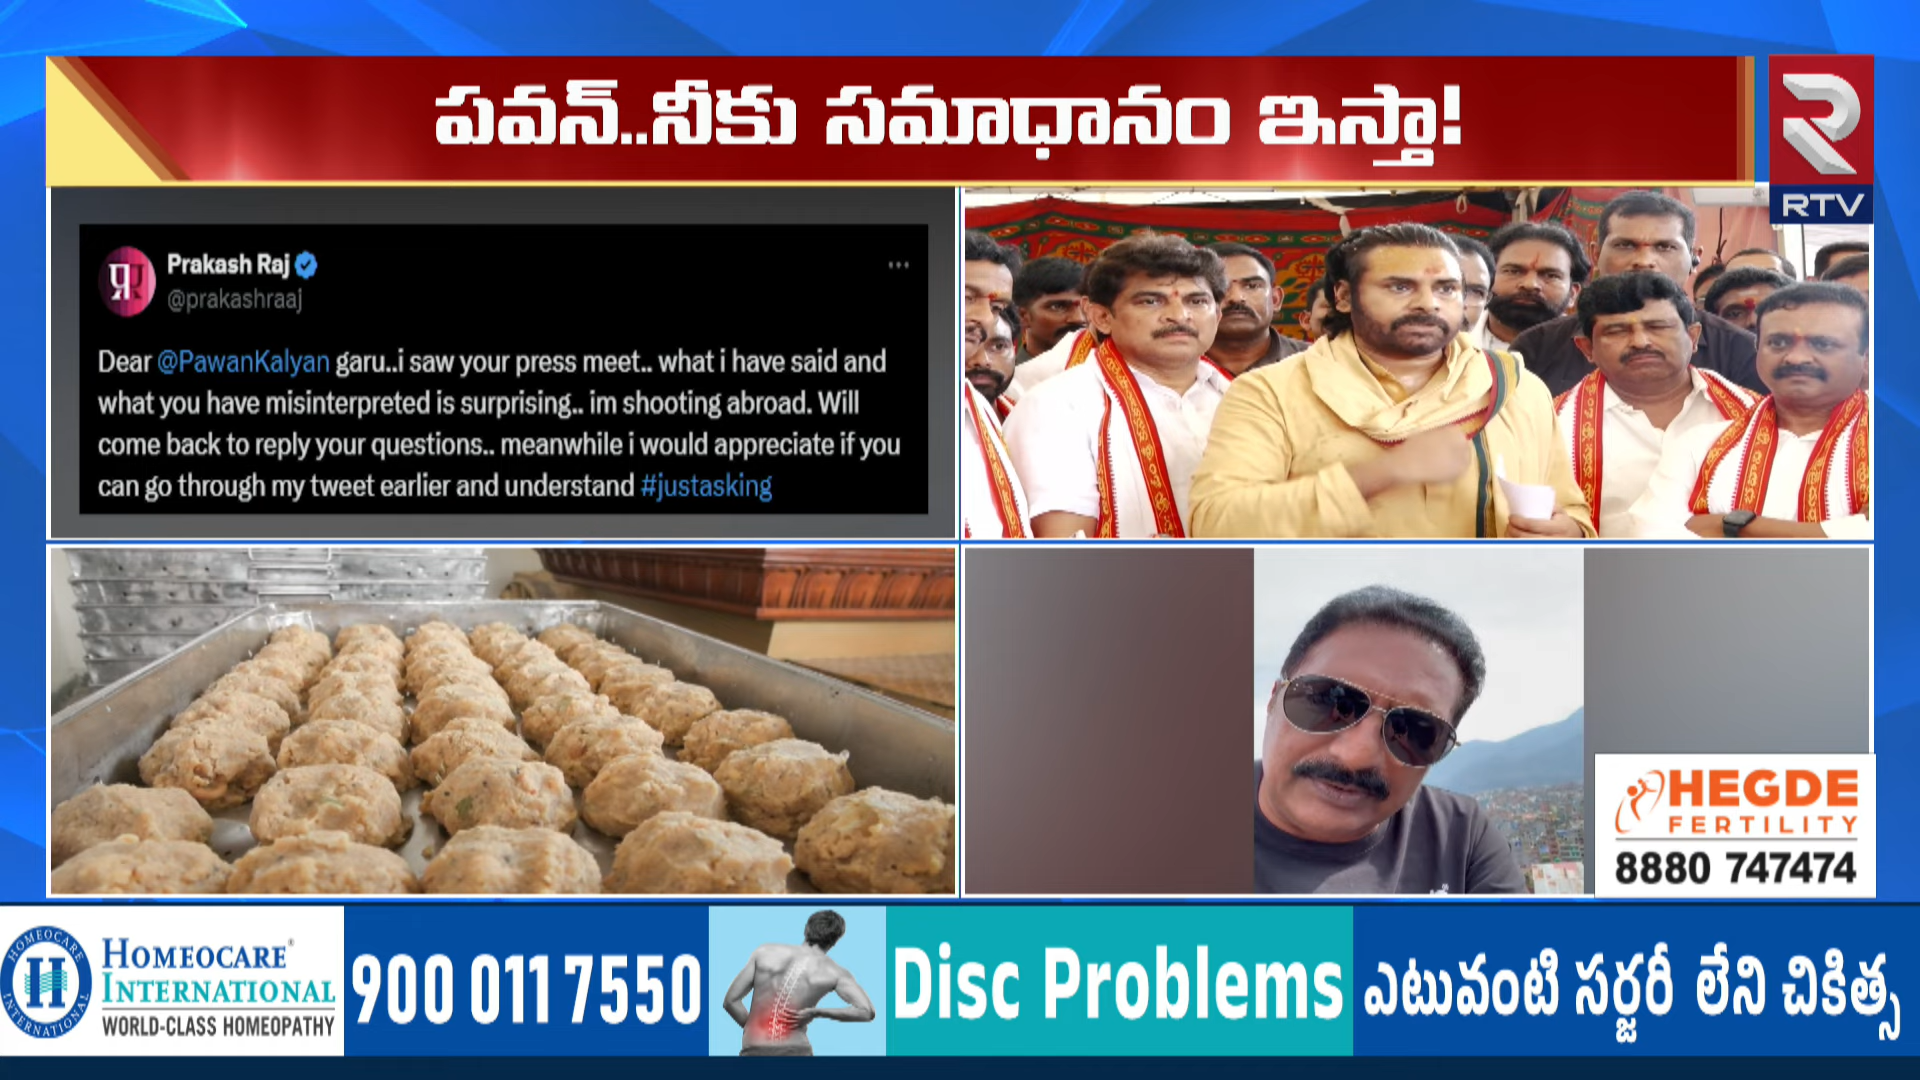 పవన్..నీకు సమాధానం ఇస్తా!
RTV
Prakash Raj
@prakashraaj
Dear @PawanKalyan garu..i saw your press meet.. what i have said and
what you have misinterpreted is surprising.. im shooting abroad. Will
come back to reply your questions.. meanwhile i would appreciate if you
can go through my tweet earlier and understand #justasking
HEGDE
FERTILITY
8880 747474
HOMEOCARE
INTERNATIONAL
HOMEOCARE®
INTERNATIONAL
WORLD-CLASS HOMEOPATHY
900 011 7550
Disc Problems
ఎటువంటి సర్జరీ లేని చికిత్స